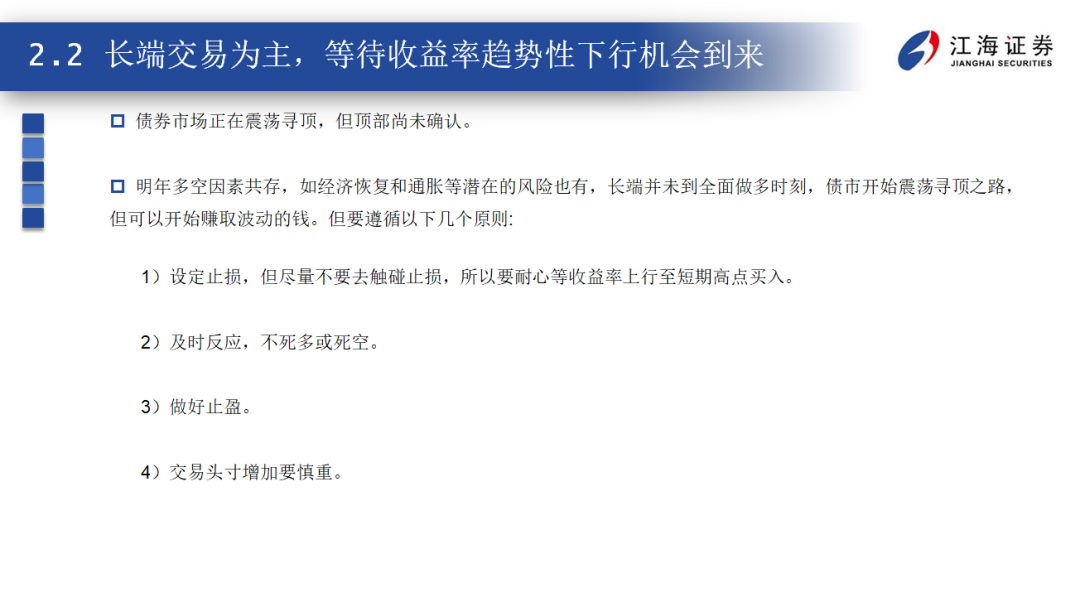 2.2 长端交易为主，等待收益率趋势性下行机会到来
江海证券
JIANGHAI SECURITIES
债券市场正在震荡寻顶，但顶部尚未确认。
明年多空因素共存，如经济恢复和通胀等潜在的风险也有，长端并未到全面做多时刻，债市开始震荡寻顶之路，
但可以开始赚取波动的钱。但要遵循以下几个原则:
1）设定止损，但尽量不要去触碰止损，所以要耐心等收益率上行至短期高点买入。
2）及时反应，不死多或死空。
3）做好止盈。
4）交易头寸增加要慎重。